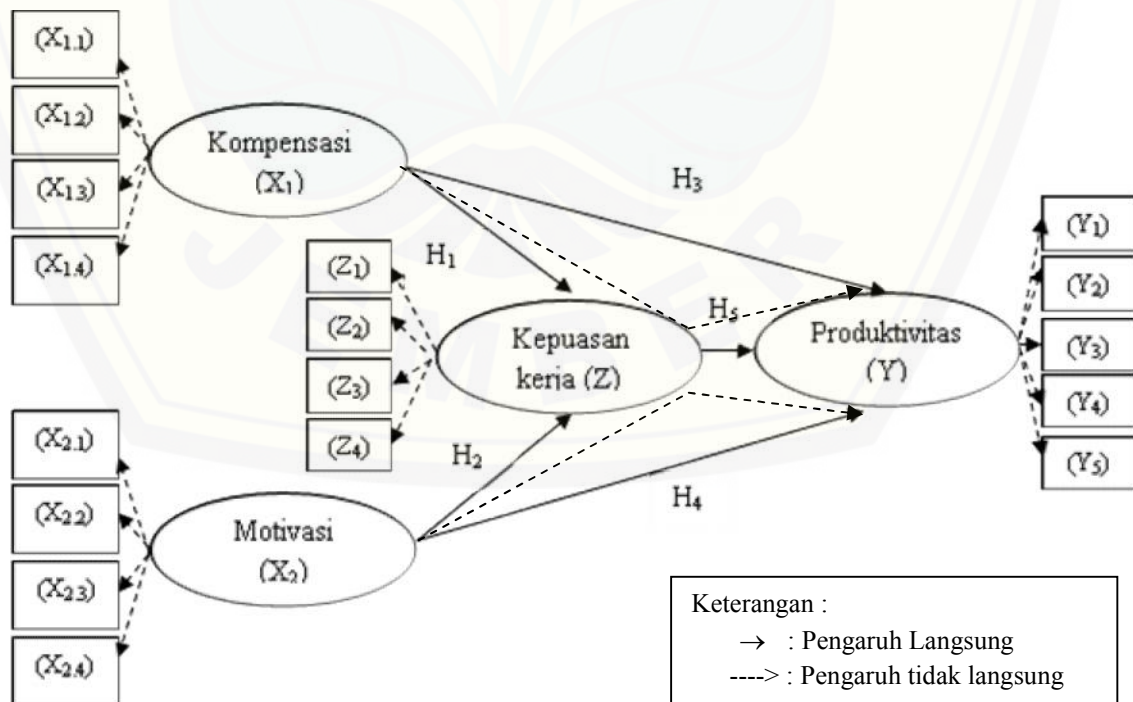 (X1.1)
(X1.2)
(X1.3)
(X1.4)
Kompensasi
(X1)
H3
H1
(Z1)
(Z2)
(Z3)
(Z4)
Kepuasan
kerja (Z)
H5
Produktivitas
(Y)
(Y1)
(Y2)
(Y3)
(Y4)
(Y5)
H2
H4
(X2.1)
(X2.2)
(X2.3)
(X2.4)
Motivasi
(X2)
Keterangan :
→ : Pengaruh Langsung
----> : Pengaruh tidak langsung
JEMBER